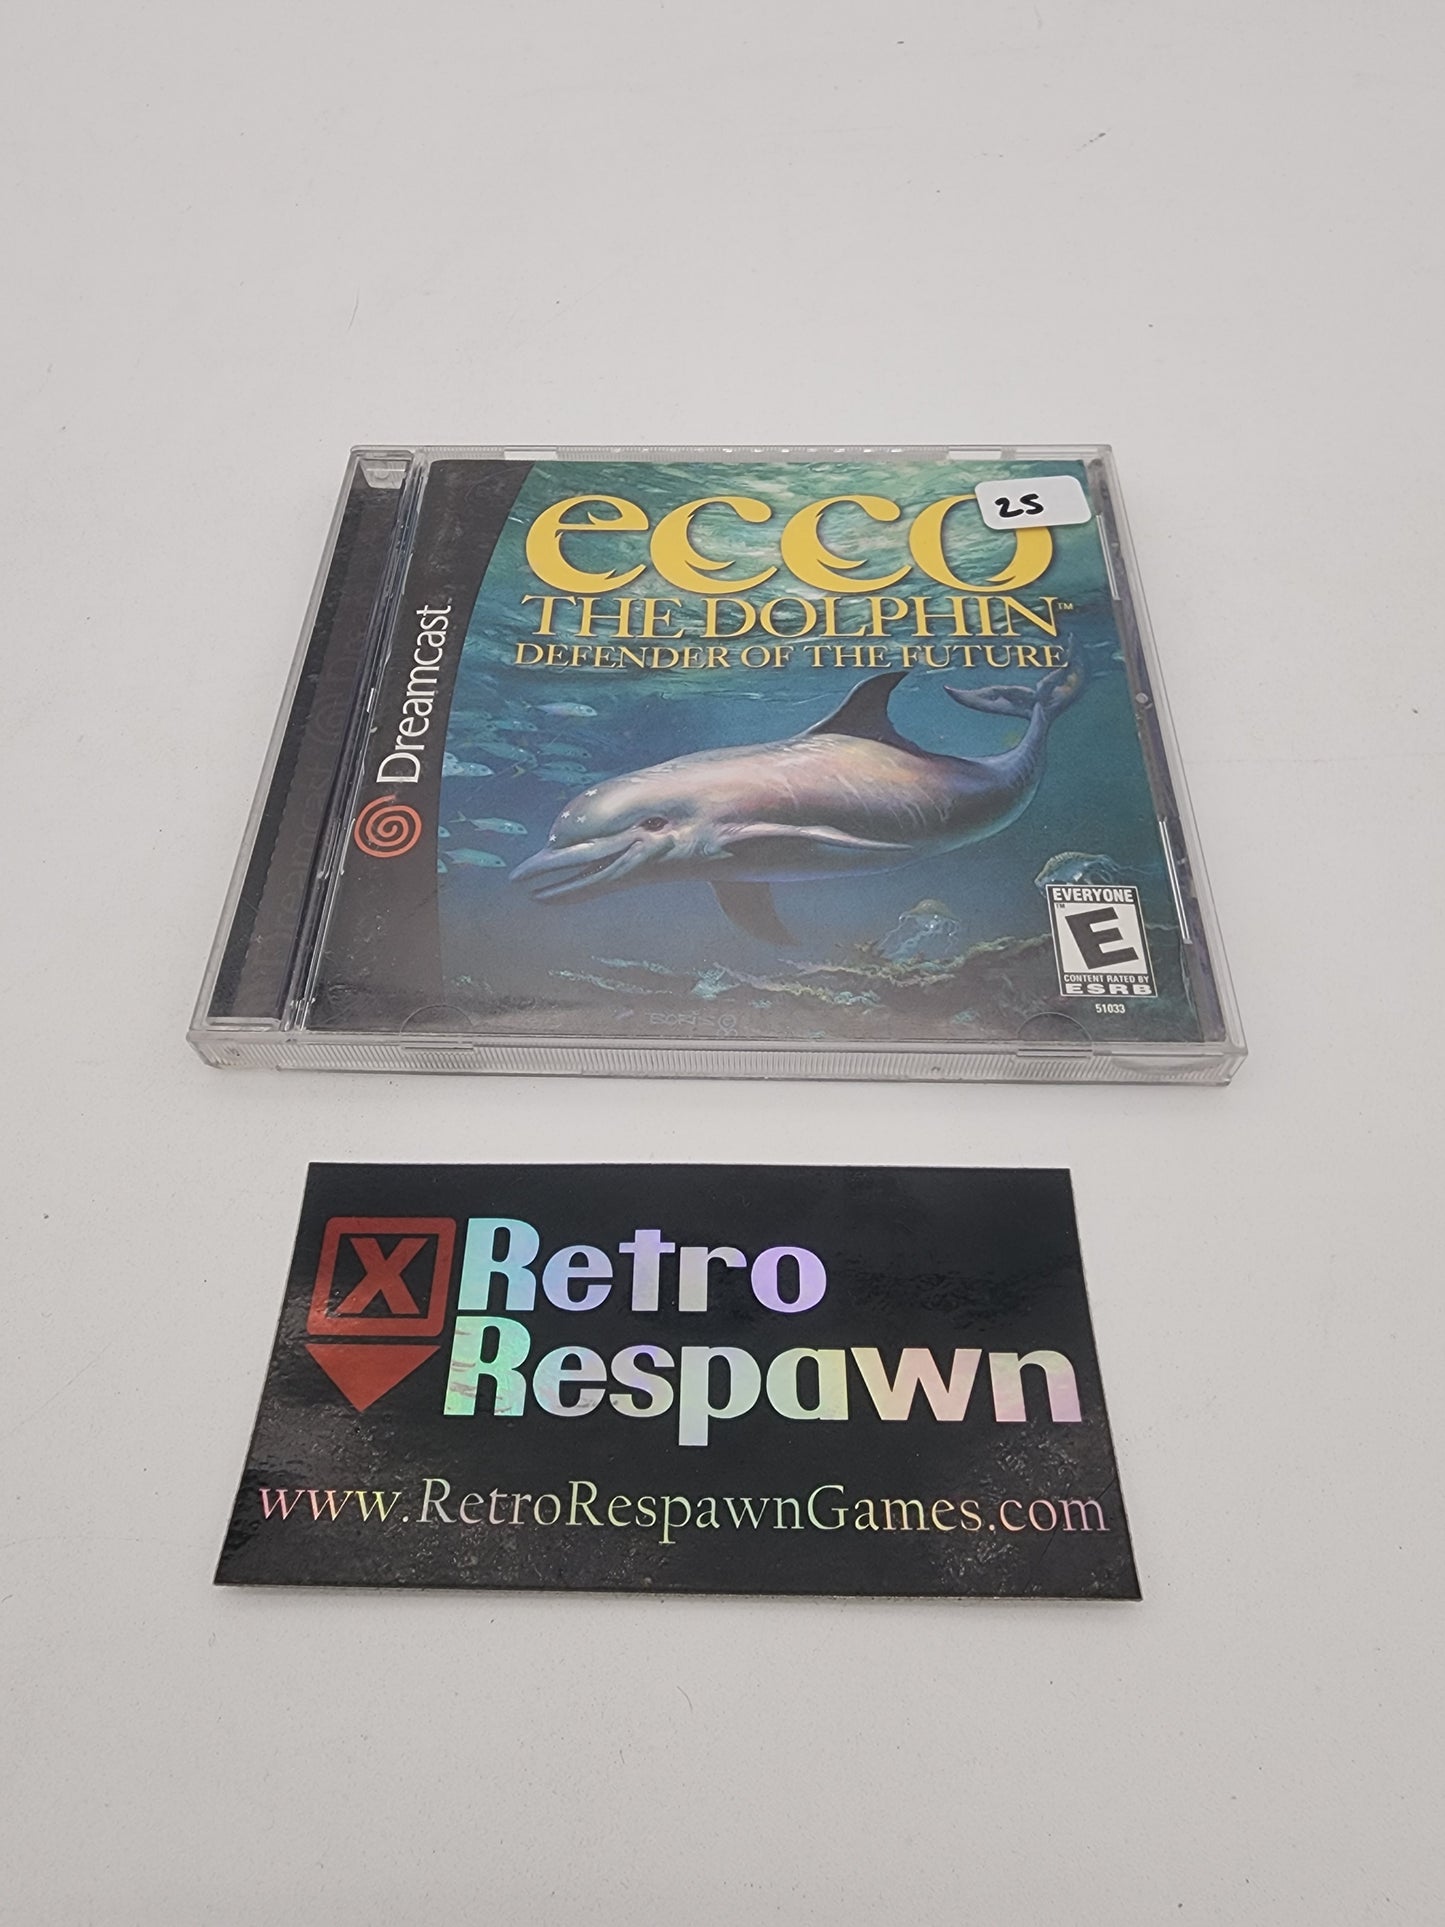 ecco
25
THE DOLPHIN™
DEFENDER OF THE FUTURE
Dreamcast
EVERYONE
E
CONTENT RATED BY
ESRB
51033
X
Retro
Respawn
www.RetroRespawnGames.com